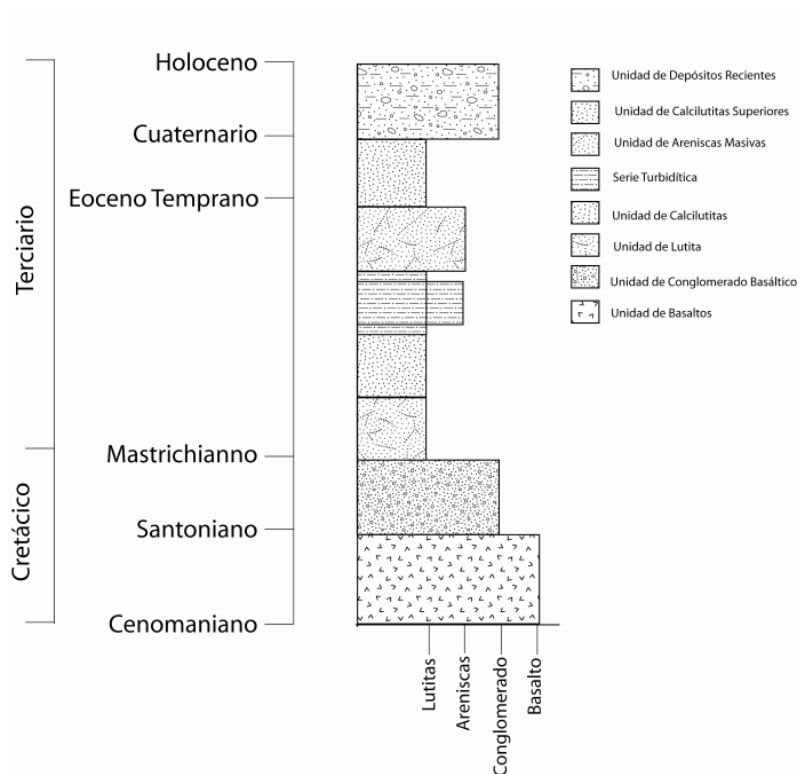 Holoceno
Cuaternario
Eoceno Temprano
Mastrichianno
Santoniano
Cenomaniano
Terciario
Cretácico
Unidad de Depósitos Recientes
Unidad de Calcilutitas Superiores
Unidad de Areniscas Masivas
Serie Turbidítica
Unidad de Calcilutitas
Unidad de Lutita
Unidad de Conglomerado Basáltico
Unidad de Basaltos
Lutitas
Areniscas
Conglomerado
Basalto